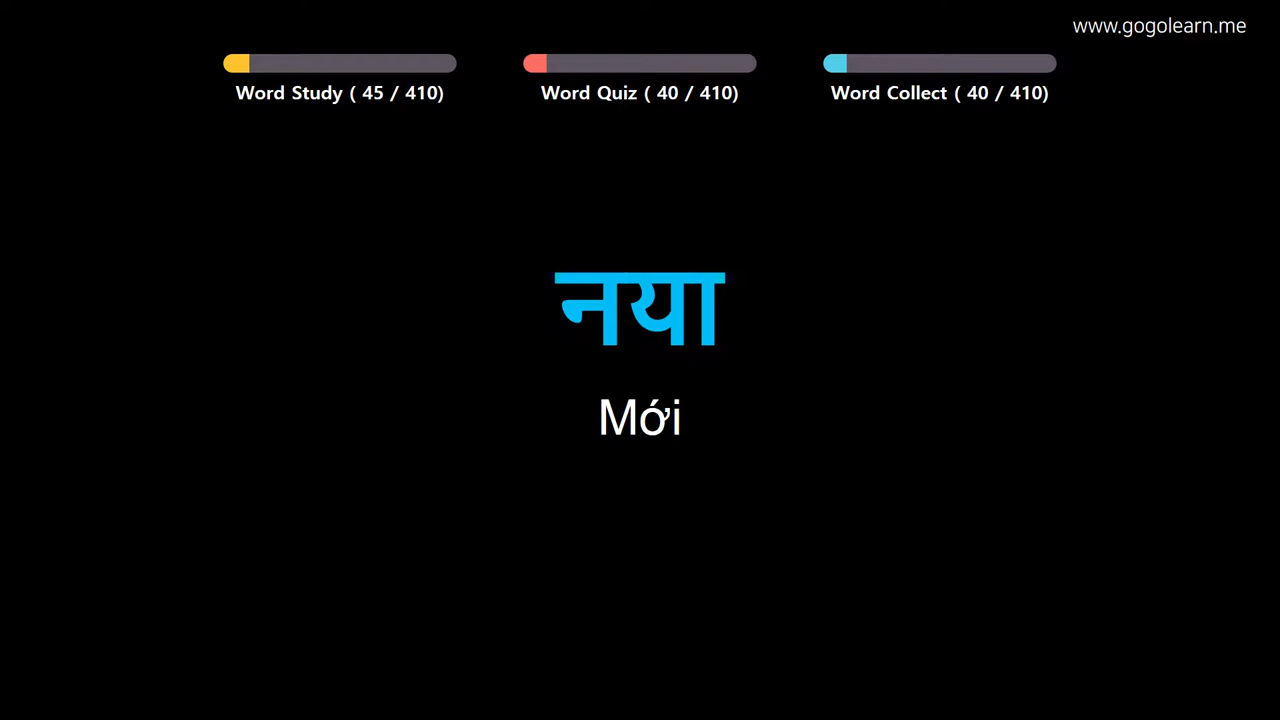 www.gogolearn.me
Word Study ( 45 / 410)
Word Quiz ( 40 / 410)
Word Collect ( 40 / 410)
नया
Mới